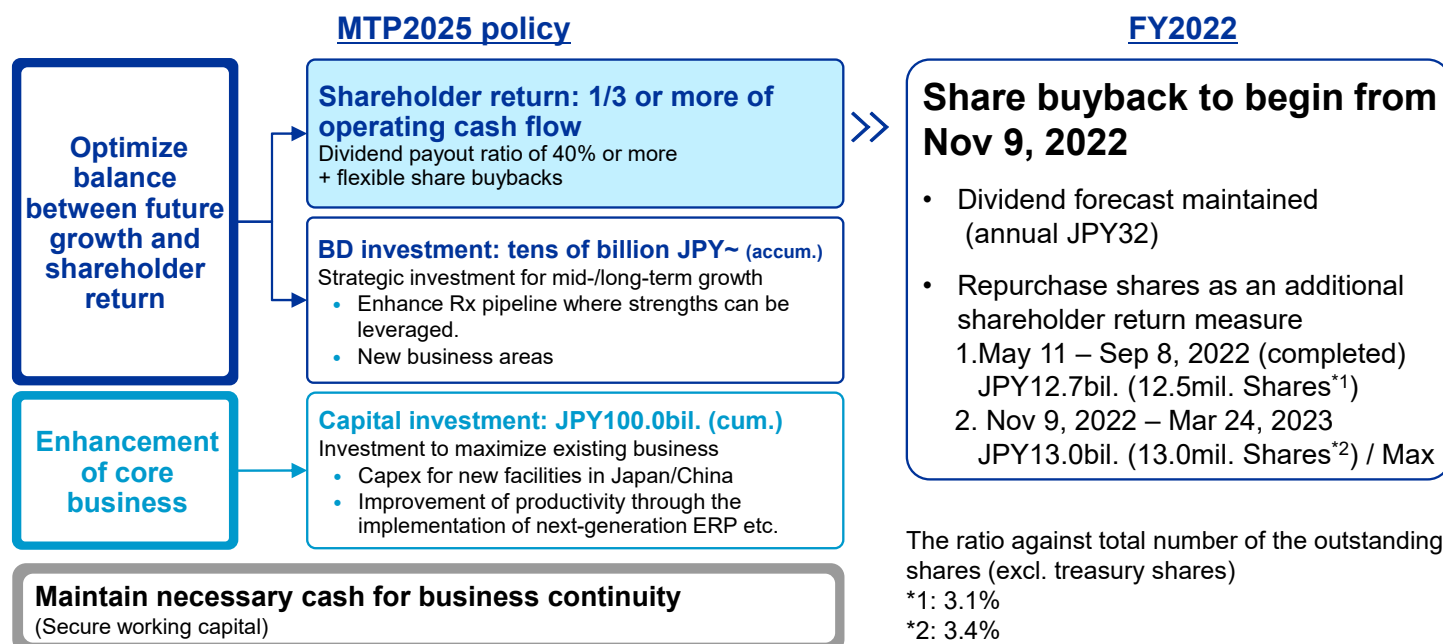 MTP2025 policy
Optimize
balance
between future
growth and
shareholder
return
Shareholder return: 1/3 or more of
operating cash flow
Dividend payout ratio of 40% or more
+ flexible share buybacks
BD investment: tens of billion JPY~ (accum.)
Strategic investment for mid-/long-term growth
• Enhance Rx pipeline where strengths can be
leveraged.
• New business areas
Enhancement
of core
business
Capital investment: JPY100.0bil. (cum.)
Investment to maximize existing business
• Capex for new facilities in Japan/China
• Improvement of productivity through the
implementation of next-generation ERP etc.
Maintain necessary cash for business continuity
(Secure working capital)
FY2022
Share buyback to begin from
Nov 9, 2022
• Dividend forecast maintained
(annual JPY32)
• Repurchase shares as an additional
shareholder return measure
1.May 11 – Sep 8, 2022 (completed)
JPY12.7bil. (12.5mil. Shares*1)
2. Nov 9, 2022 – Mar 24, 2023
JPY13.0bil. (13.0mil. Shares*2) / Max
The ratio against total number of the outstanding
shares (excl. treasury shares)
*1: 3.1%
*2: 3.4%